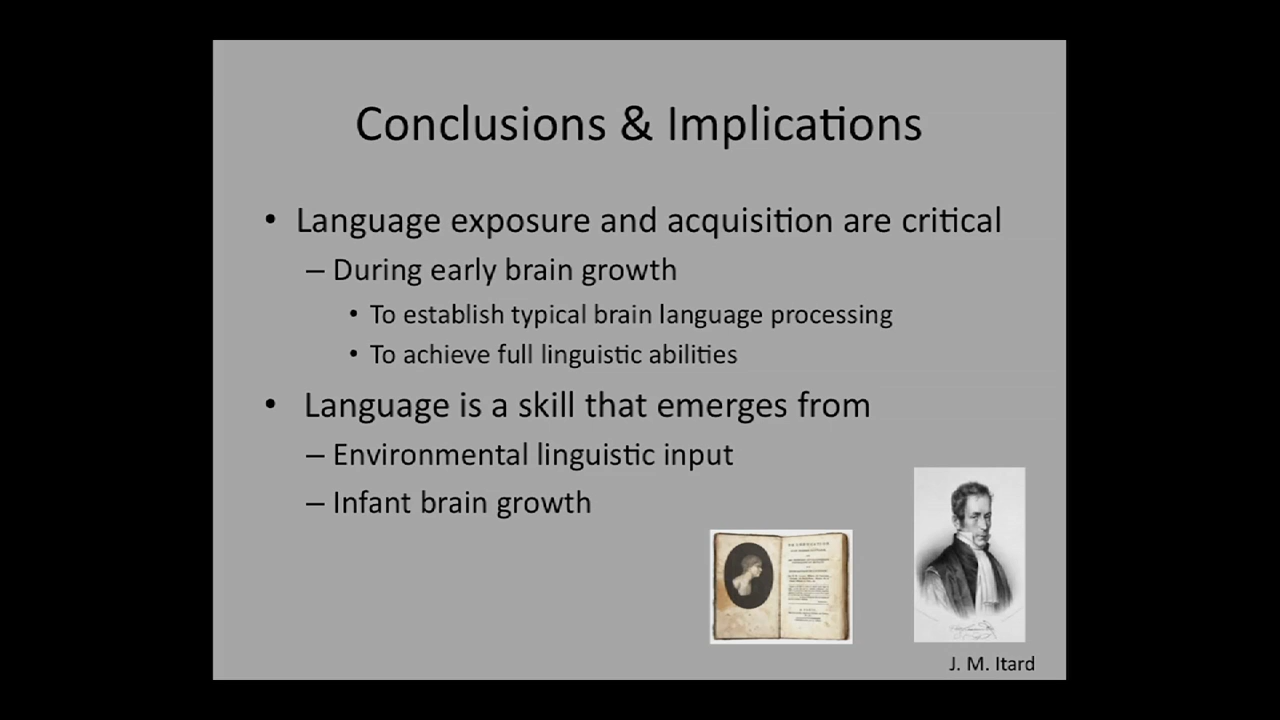 Conclusions & Implications
• Language exposure and acquisition are critical
– During early brain growth
• To establish typical brain language processing
• To achieve full linguistic abilities
• Language is a skill that emerges from
– Environmental linguistic input
– Infant brain growth
J. M. Itard